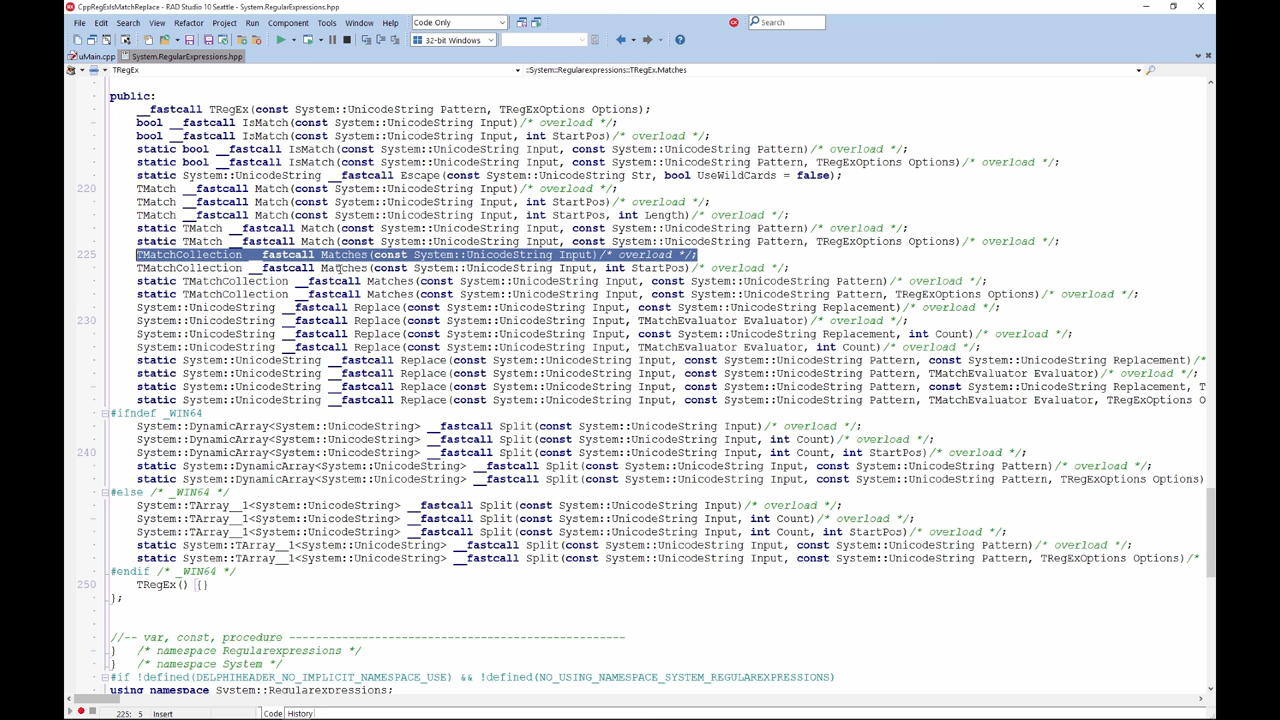 CppRegExIsMatchReplace - RAD Studio 10 Seattle - System.RegularExpressions.hpp
File Edit Search View Refactor Project Run Component Tools Window Help Code Only Search
32-bit Windows
uMain.cpp System.RegularExpressions.hpp
TRegEx ::System::Regularexpressions::TRegEx.Matches
public:
__fastcall TRegEx(const System::UnicodeString Pattern, TRegExOptions Options);
bool __fastcall IsMatch(const System::UnicodeString Input)/* overload */;
bool __fastcall IsMatch(const System::UnicodeString Input, int StartPos)/* overload */;
static bool __fastcall IsMatch(const System::UnicodeString Input, const System::UnicodeString Pattern)/* overload */;
static bool __fastcall IsMatch(const System::UnicodeString Input, const System::UnicodeString Pattern, TRegExOptions Options)/* overload */;
static System::UnicodeString __fastcall Escape(const System::UnicodeString Str, bool UseWildCards = false);
220 TMatch __fastcall Match(const System::UnicodeString Input)/* overload */;
TMatch __fastcall Match(const System::UnicodeString Input, int StartPos)/* overload */;
TMatch __fastcall Match(const System::UnicodeString Input, int StartPos, int Length)/* overload */;
static TMatch __fastcall Match(const System::UnicodeString Input, const System::UnicodeString Pattern)/* overload */;
static TMatch __fastcall Match(const System::UnicodeString Input, const System::UnicodeString Pattern, TRegExOptions Options)/* overload */;
225 TMatchCollection __fastcall Matches(const System::UnicodeString Input)/* overload */;
TMatchCollection __fastcall Matches(const System::UnicodeString Input, int StartPos)/* overload */;
static TMatchCollection __fastcall Matches(const System::UnicodeString Input, const System::UnicodeString Pattern)/* overload */;
static TMatchCollection __fastcall Matches(const System::UnicodeString Input, const System::UnicodeString Pattern, TRegExOptions Options)/* overload */;
System::UnicodeString __fastcall Replace(const System::UnicodeString Input, const System::UnicodeString Replacement)/* overload */;
230 System::UnicodeString __fastcall Replace(const System::UnicodeString Input, TMatchEvaluator Evaluator)/* overload */;
System::UnicodeString __fastcall Replace(const System::UnicodeString Input, const System::UnicodeString Replacement, int Count)/* overload */;
System::UnicodeString __fastcall Replace(const System::UnicodeString Input, TMatchEvaluator Evaluator, int Count)/* overload */;
static System::UnicodeString __fastcall Replace(const System::UnicodeString Input, const System::UnicodeString Pattern, const System::UnicodeString Replacement)/*
static System::UnicodeString __fastcall Replace(const System::UnicodeString Input, const System::UnicodeString Pattern, TMatchEvaluator Evaluator)/* overload */;
static System::UnicodeString __fastcall Replace(const System::UnicodeString Input, const System::UnicodeString Pattern, const System::UnicodeString Replacement, T
static System::UnicodeString __fastcall Replace(const System::UnicodeString Input, const System::UnicodeString Pattern, TMatchEvaluator Evaluator, TRegExOptions O
#ifndef _WIN64
System::DynamicArray<System::UnicodeString> __fastcall Split(const System::UnicodeString Input)/* overload */;
System::DynamicArray<System::UnicodeString> __fastcall Split(const System::UnicodeString Input, int Count)/* overload */;
240 System::DynamicArray<System::UnicodeString> __fastcall Split(const System::UnicodeString Input, int Count, int StartPos)/* overload */;
static System::DynamicArray<System::UnicodeString> __fastcall Split(const System::UnicodeString Input, const System::UnicodeString Pattern)/* overload */;
static System::DynamicArray<System::UnicodeString> __fastcall Split(const System::UnicodeString Input, const System::UnicodeString Pattern, TRegExOptions Options)
#else /* _WIN64 */
System::TArray__1<System::UnicodeString> __fastcall Split(const System::UnicodeString Input)/* overload */;
System::TArray__1<System::UnicodeString> __fastcall Split(const System::UnicodeString Input, int Count)/* overload */;
System::TArray__1<System::UnicodeString> __fastcall Split(const System::UnicodeString Input, int Count, int StartPos)/* overload */;
static System::TArray__1<System::UnicodeString> __fastcall Split(const System::UnicodeString Input, const System::UnicodeString Pattern)/* overload */;
static System::TArray__1<System::UnicodeString> __fastcall Split(const System::UnicodeString Input, const System::UnicodeString Pattern, TRegExOptions Options)/*
#endif /* _WIN64 */
250 TRegEx() {}
};
//-- var, const, procedure ---------------------------------------------------
} /* namespace Regularexpressions */
} /* namespace System */
#if !defined(DELPHIHEADER_NO_IMPLICIT_NAMESPACE_USE) && !defined(NO_USING_NAMESPACE_SYSTEM_REGULAREXPRESSIONS)
using namespace System::Regularexpressions;
225: 5 Insert Code History